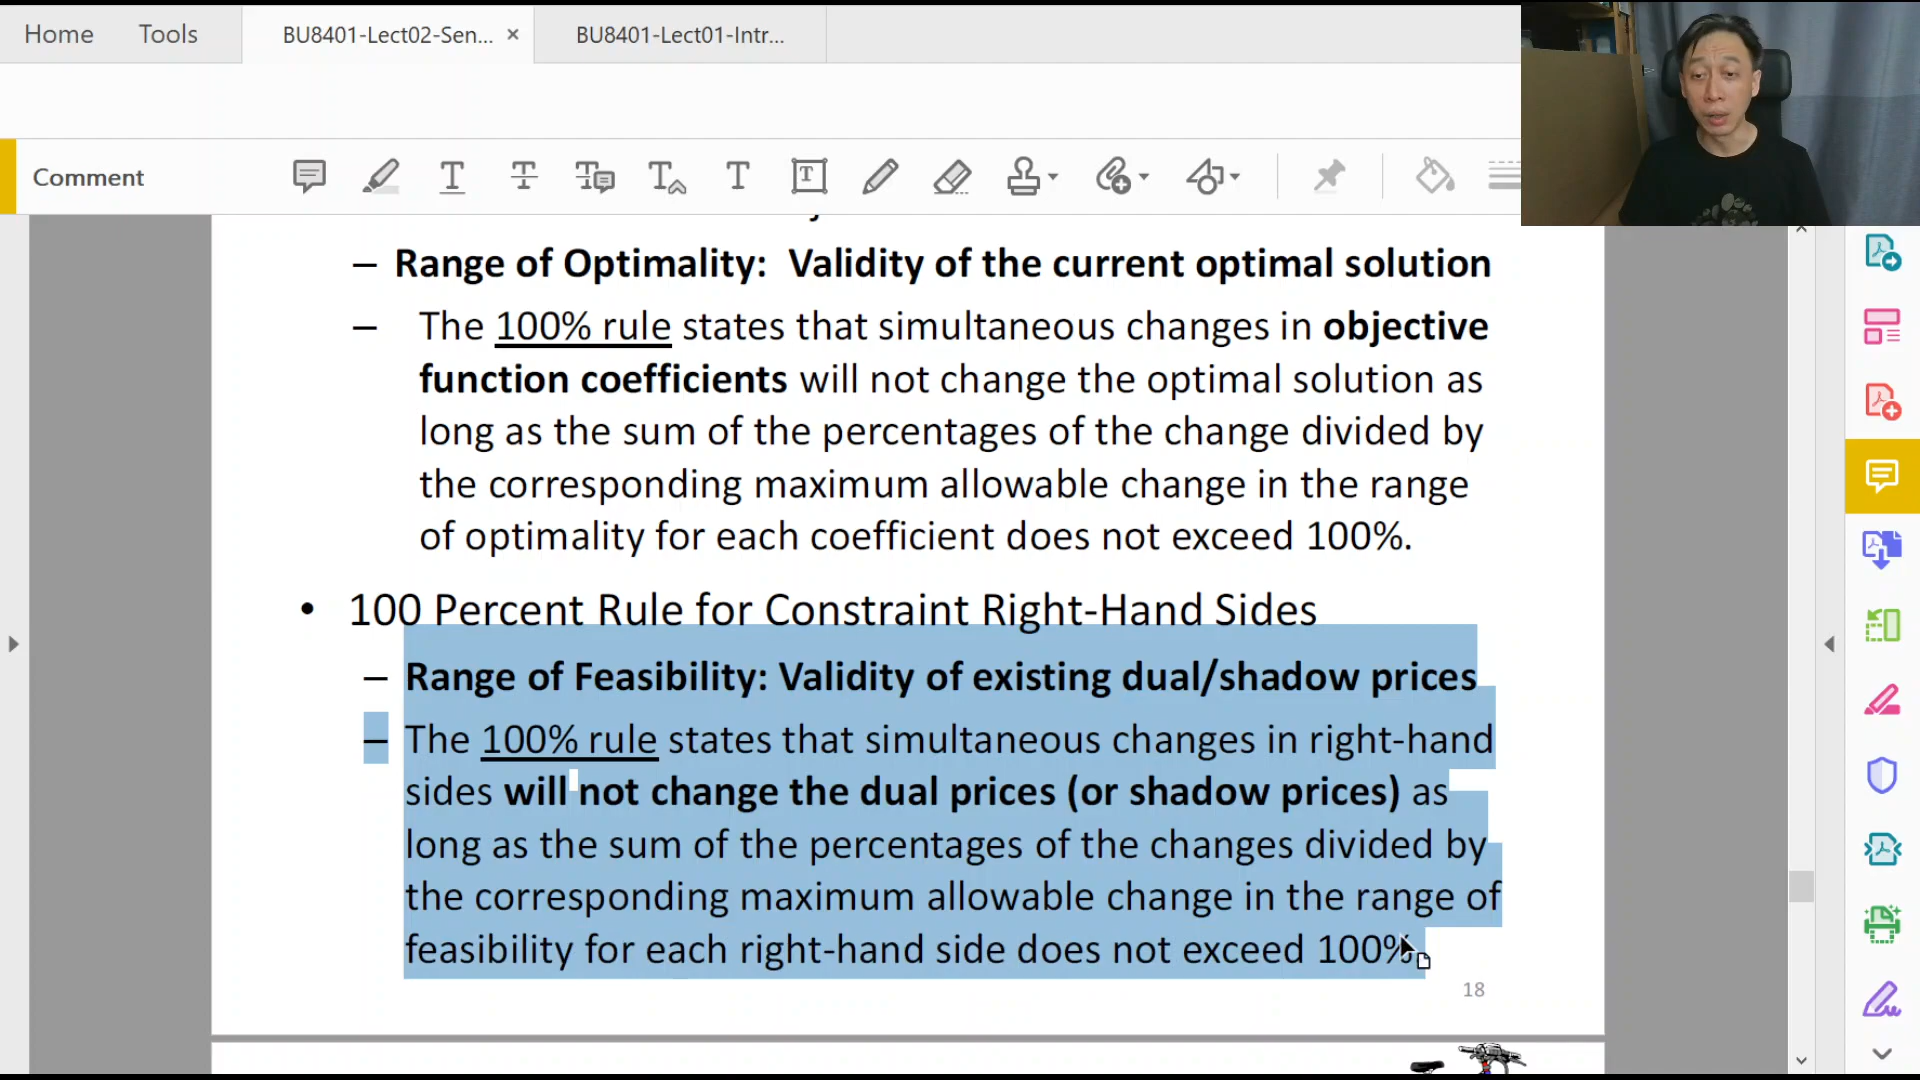 Home Tools BU8401-Lect02-Sen... × BU8401-Lect01-Intr...
Comment
– Range of Optimality: Validity of the current optimal solution
– The 100% rule states that simultaneous changes in objective
function coefficients will not change the optimal solution as
long as the sum of the percentages of the change divided by
the corresponding maximum allowable change in the range
of optimality for each coefficient does not exceed 100%.
• 100 Percent Rule for Constraint Right-Hand Sides
– Range of Feasibility: Validity of existing dual/shadow prices
– The 100% rule states that simultaneous changes in right-hand
sides will not change the dual prices (or shadow prices) as
long as the sum of the percentages of the changes divided by
the corresponding maximum allowable change in the range of
feasibility for each right-hand side does not exceed 100%.
18